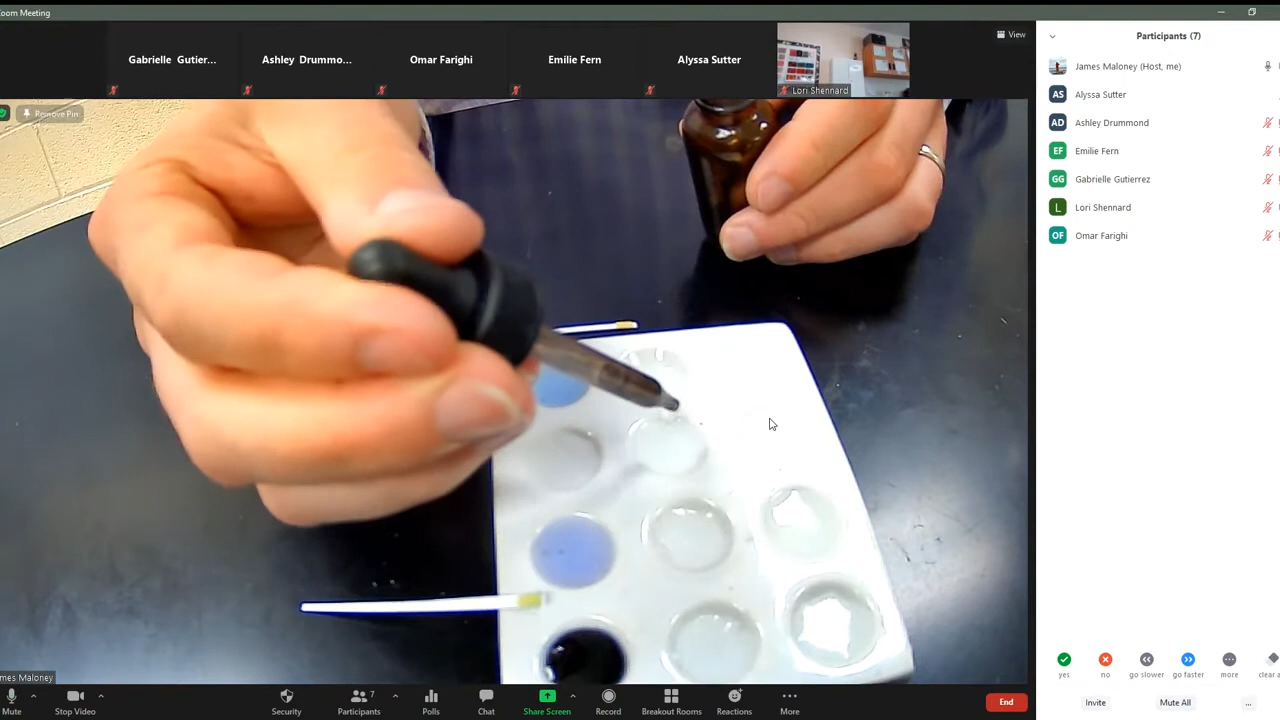 Zoom Meeting
View
Gabrielle Gutier...
Ashley Drummo...
Omar Farighi
Emilie Fern
Alyssa Sutter
Lori Shennard
Remove Pin
Participants (7)
James Maloney (Host, me)
AS Alyssa Sutter
AD Ashley Drummond
EF Emilie Fern
GG Gabrielle Gutierrez
L Lori Shennard
OF Omar Farighi
yes
no
go slower
go faster
more
clear a
Invite
Mute All
...
mes Maloney
Mute
Stop Video
Security
7
Participants
Polls
Chat
Share Screen
Record
Breakout Rooms
Reactions
More
End